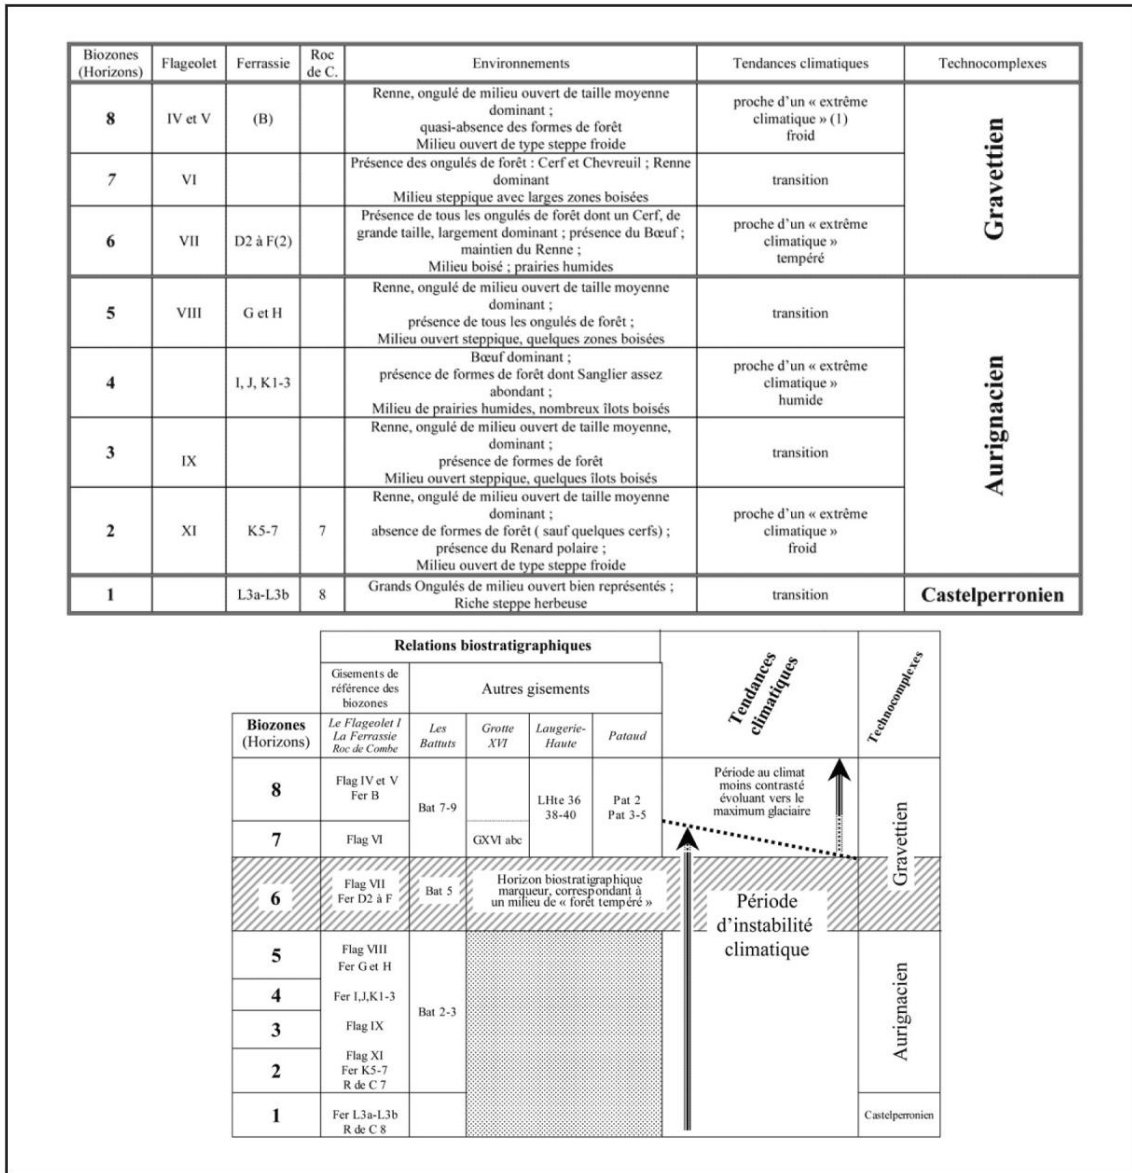 Biozones (Horizons) Flageolet Ferrassie Roc de C. Environnements Tendances climatiques Technocomplexes
8 IV et V (B)
Renne, ongulé de milieu ouvert de taille moyenne
dominant ;
quasi-absence des formes de forêt
Milieu ouvert de type steppe froide
proche d'un « extrême
climatique » (1)
froid
Gravettien
7 VI
Présence des ongulés de forêt : Cerf et Chevreuil ; Renne
dominant
Milieu steppique avec larges zones boisées
transition
6 VII D2 à F(2)
Présence de tous les ongulés de forêt dont un Cerf, de
grande taille, largement dominant ; présence du Bœuf ;
maintien du Renne ;
Milieu boisé ; prairies humides
proche d'un « extrême
climatique »
tempéré
5 VIII G et H
Renne, ongulé de milieu ouvert de taille moyenne
dominant ;
présence de tous les ongulés de forêt ;
Milieu ouvert steppique, quelques zones boisées
transition
Aurignacien
4 I, J, K1-3
Bœuf dominant ;
présence de formes de forêt dont Sanglier assez
abondant ;
Milieu de prairies humides, nombreux îlots boisés
proche d'un « extrême
climatique »
humide
3 IX
Renne, ongulé de milieu ouvert de taille moyenne,
dominant ;
présence de formes de forêt
Milieu ouvert steppique, quelques îlots boisés
transition
2 XI K5-7 7
Renne, ongulé de milieu ouvert de taille moyenne
dominant ;
absence de formes de forêt ( sauf quelques cerfs) ;
présence du Renard polaire ;
Milieu ouvert de type steppe froide
proche d'un « extrême
climatique »
froid
1 L3a-L3b 8
Grands Ongulés de milieu ouvert bien représentés ;
Riche steppe herbeuse
transition
Castelperronien
Relations biostratigraphiques
Tendances
climatiques
Technocomplexes
Gisements de
référence des
biozones
Autres gisements
Biozones
(Horizons)
Le Flageolet I
La Ferrassie
Roc de Combe
Les
Battuts
Grotte
XVI
Laugerie-
Haute
Pataud
8
Flag IV et V
Fer B
Bat 7-9
LHte 36
38-40
Pat 2
Pat 3-5
Période au climat
moins contrasté
évoluant vers le
maximum glaciaire
Gravettien
7
Flag VI
GXVI abc
6
Flag VII
Fer D2 à F
Bat 5
Horizon biostratigraphique
marqueur, correspondant à
un milieu de « forêt tempéré »
Période
d'instabilité
climatique
5
Flag VIII
Fer G et H
Bat 2-3
Aurignacien
4
Fer I,J,K1-3
3
Flag IX
2
Flag XI
Fer K5-7
R de C 7
1
Fer L3a-L3b
R de C 8
Castelperronien